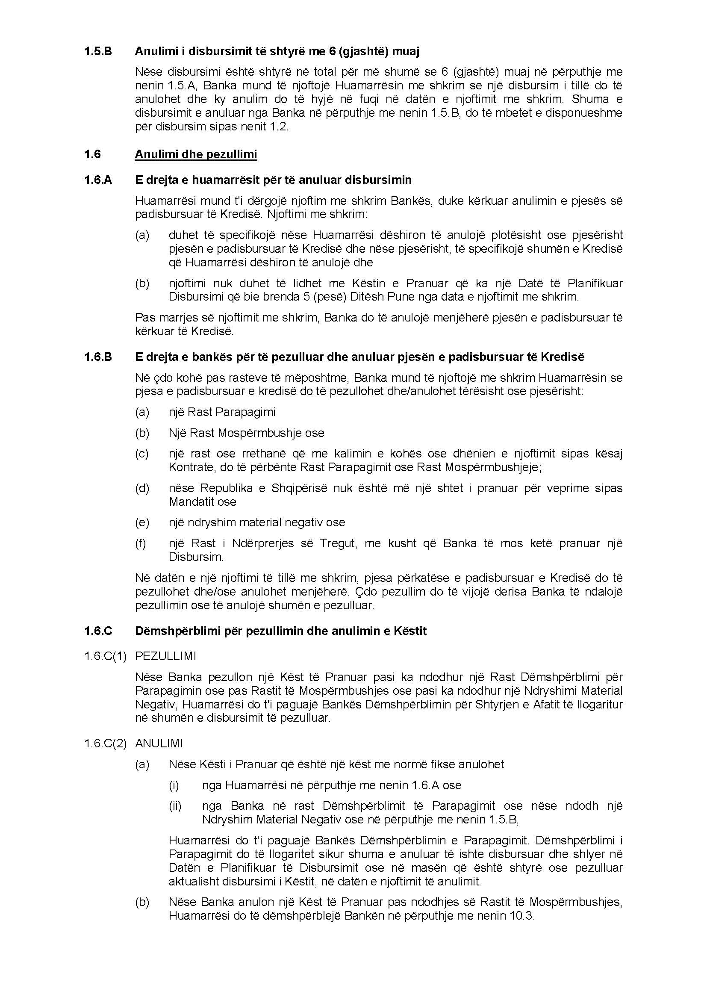 1.5.B Anulimi i disbursimit të shtyrë me 6 (gjashtë) muaj
Nëse disbursimi është shtyrë në total për më shumë se 6 (gjashtë) muaj në përputhje me
nenin 1.5.A, Banka mund të njoftojë Huamarrësin me shkrim se një disbursim i tillë do të
anulohet dhe ky anulim do të hyjë në fuqi në datën e njoftimit me shkrim. Shuma e
disbursimit e anuluar nga Banka në përputhje me nenin 1.5.B, do të mbetet e disponueshme
për disbursim sipas nenit 1.2.
1.6 Anulimi dhe pezullimi
1.6.A E drejta e huamarrësit për të anuluar disbursimin
Huamarrësi mund t'i dërgojë njoftim me shkrim Bankës, duke kërkuar anulimin e pjesës së
padisbursuar të Kredisë. Njoftimi me shkrim:
(a) duhet të specifikojë nëse Huamarrësi dëshiron të anulojë plotësisht ose pjesërisht
pjesën e padisbursuar të Kredisë dhe nëse pjesërisht, të specifikojë shumën e Kredisë
që Huamarrësi dëshiron të anulojë dhe
(b) njoftimi nuk duhet të lidhet me Këstin e Pranuar që ka një Datë të Planifikuar
Disbursimi që bie brenda 5 (pesë) Ditësh Pune nga data e njoftimit me shkrim.
Pas marrjes së njoftimit me shkrim, Banka do të anulojë menjëherë pjesën e padisbursuar të
kërkuar të Kredisë.
1.6.B E drejta e bankës për të pezulluar dhe anuluar pjesën e padisbursuar të Kredisë
Në çdo kohë pas rasteve të mëposhtme, Banka mund të njoftojë me shkrim Huamarrësin se
pjesa e padisbursuar e kredisë do të pezullohet dhe/anulohet tërësisht ose pjesërisht:
(a) një Rast Parapagimi
(b) Një Rast Mospërmbushje ose
(c) një rast ose rrethanë që me kalimin e kohës ose dhënien e njoftimit sipas kësaj
Kontrate, do të përbënte Rast Parapagimit ose Rast Mospërmbushjeje;
(d) nëse Republika e Shqipërisë nuk është më një shtet i pranuar për veprime sipas
Mandatit ose
(e) një ndryshim material negativ ose
(f) një Rast i Ndërprerjes së Tregut, me kusht që Banka të mos ketë pranuar një
Disbursim.
Në datën e një njoftimi të tillë me shkrim, pjesa përkatëse e padisbursuar e Kredisë do të
pezullohet dhe/ose anulohet menjëherë. Çdo pezullim do të vijojë derisa Banka të ndalojë
pezullimin ose të anulojë shumën e pezulluar.
1.6.C Dëmshpërblimi për pezullimin dhe anulimin e Këstit
1.6.C(1) PEZULLIMI
Nëse Banka pezullon një Këst të Pranuar pasi ka ndodhur një Rast Dëmshpërblimi për
Parapagimin ose pas Rastit të Mospërmbushjes ose pasi ka ndodhur një Ndryshimi Material
Negativ, Huamarrësi do t'i paguajë Bankës Dëmshpërblimin për Shtyrjen e Afatit të llogaritur
në shumën e disbursimit të pezulluar.
1.6.C(2) ANULIMI
(a) Nëse Kësti i Pranuar që është një këst me normë fikse anulohet
(i) nga Huamarrësi në përputhje me nenin 1.6.A ose
(ii) nga Banka në rast Dëmshpërblimit të Parapagimit ose nëse ndodh një
Ndryshim Material Negativ ose në përputhje me nenin 1.5.B,
Huamarrësi do t'i paguajë Bankës Dëmshpërblimin e Parapagimit. Dëmshpërblimi i
Parapagimit do të llogaritet sikur shuma e anuluar të ishte disbursuar dhe shlyer në
Datën e Planifikuar të Disbursimit ose në masën që është shtyrë ose pezulluar
aktualisht disbursimi i Këstit, në datën e njoftimit të anulimit.
(b) Nëse Banka anulon një Këst të Pranuar pas ndodhjes së Rastit të Mospërmbushjes,
Huamarrësi do të dëmshpërblejë Bankën në përputhje me nenin 10.3.